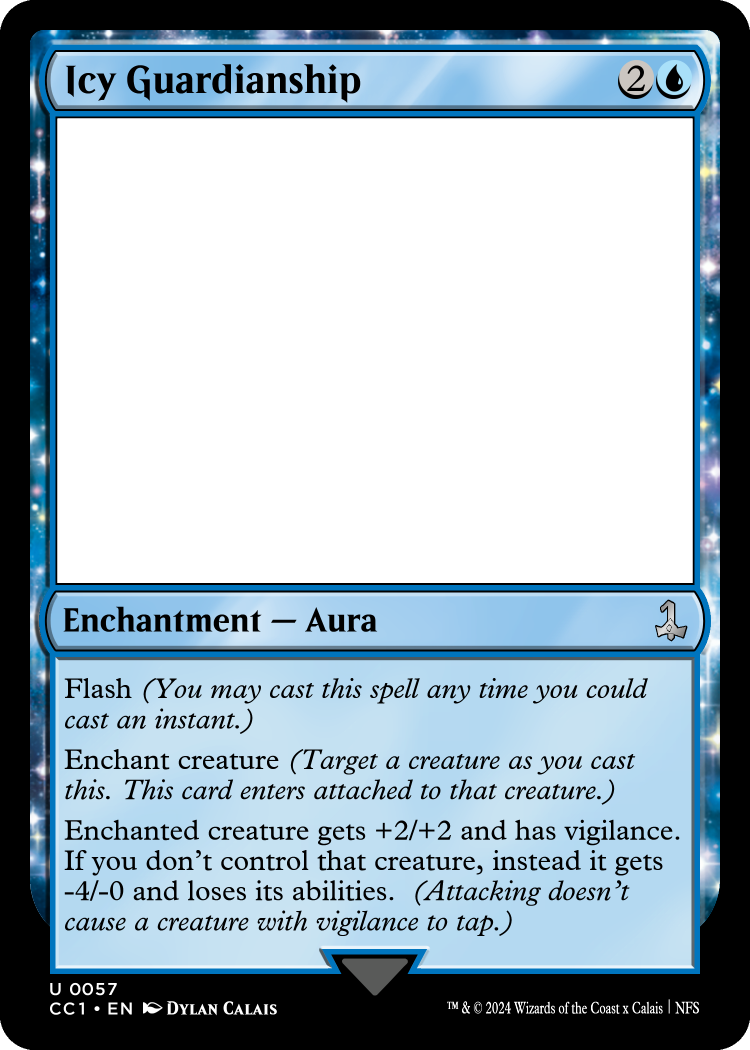 Icy Guardianship 2
Enchantment — Aura
Flash (You may cast this spell any time you could
cast an instant.)
Enchant creature (Target a creature as you cast
this. This card enters attached to that creature.)
Enchanted creature gets +2/+2 and has vigilance.
If you don't control that creature, instead it gets
-4/-0 and loses its abilities. (Attacking doesn't
cause a creature with vigilance to tap.)
U 0057
CC1 • EN Dylan Calais
™ & © 2024 Wizards of the Coast x Calais | NFS